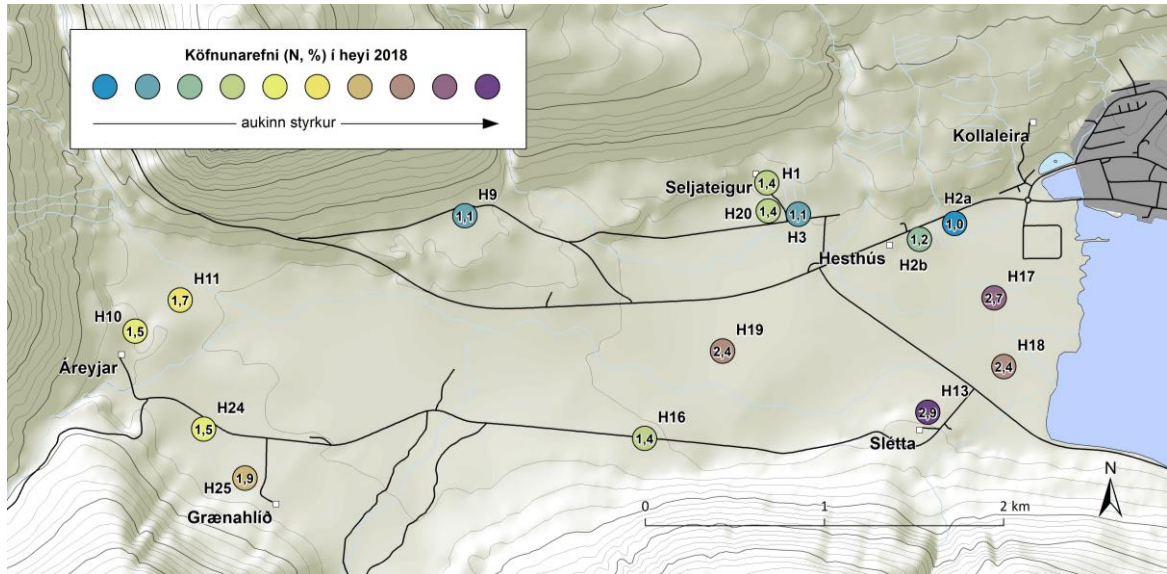 Köfnunarefni (N, %) í heyi 2018
aukinn styrkur
Kollaleira
H1
1,4
Seljateigur
H9
1,1
H20
1,4
1,1
H3
H2a
1,0
1,2
Hesthús
H2b
H11
1,7
H17
2,7
H10
1,5
H19
2,4
H18
2,4
Áreyjar
H24
1,5
H13
2,9
H16
1,4
Slétta
H25
1,9
Grænahlíð
N
0 1 2 km